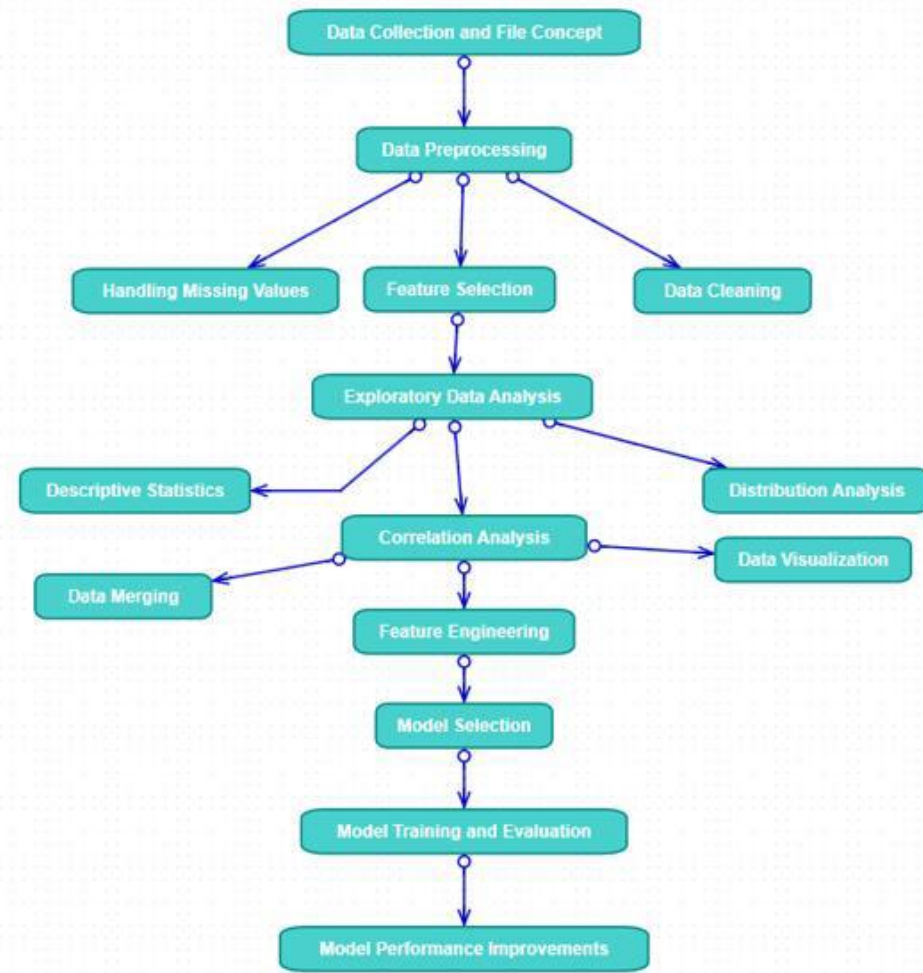 Data Collection and File Concept
Data Preprocessing
Handling Missing Values
Feature Selection
Data Cleaning
Exploratory Data Analysis
Descriptive Statistics
Distribution Analysis
Correlation Analysis
Data Visualization
Data Merging
Feature Engineering
Model Selection
Model Training and Evaluation
Model Performance Improvements